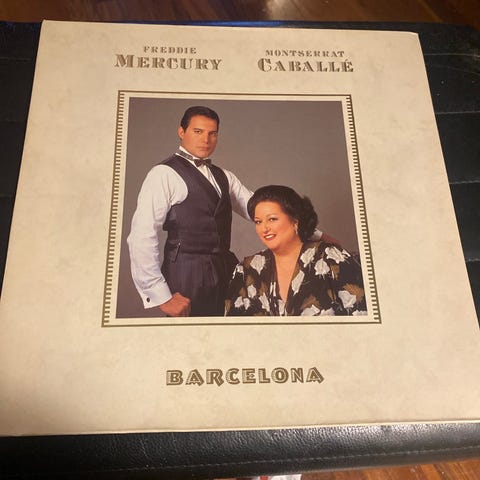 FREDDIE MONTSERRAT
MERCURY CABALLÉ
BARCELONA